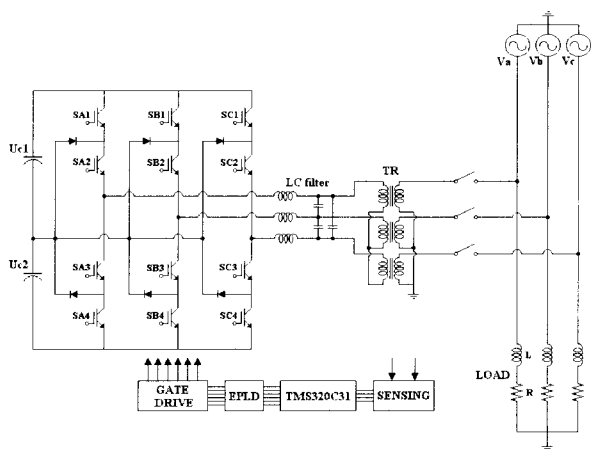 Va
Vb
Vc
SA1
SB1
SC1
Uc1
SA2
SB2
SC2
LC filter
TR
Uc2
SA3
SB3
SC3
SA4
SB4
SC4
L
LOAD
R
GATE
DRIVE
EPLD
TMS320C31
SENSING